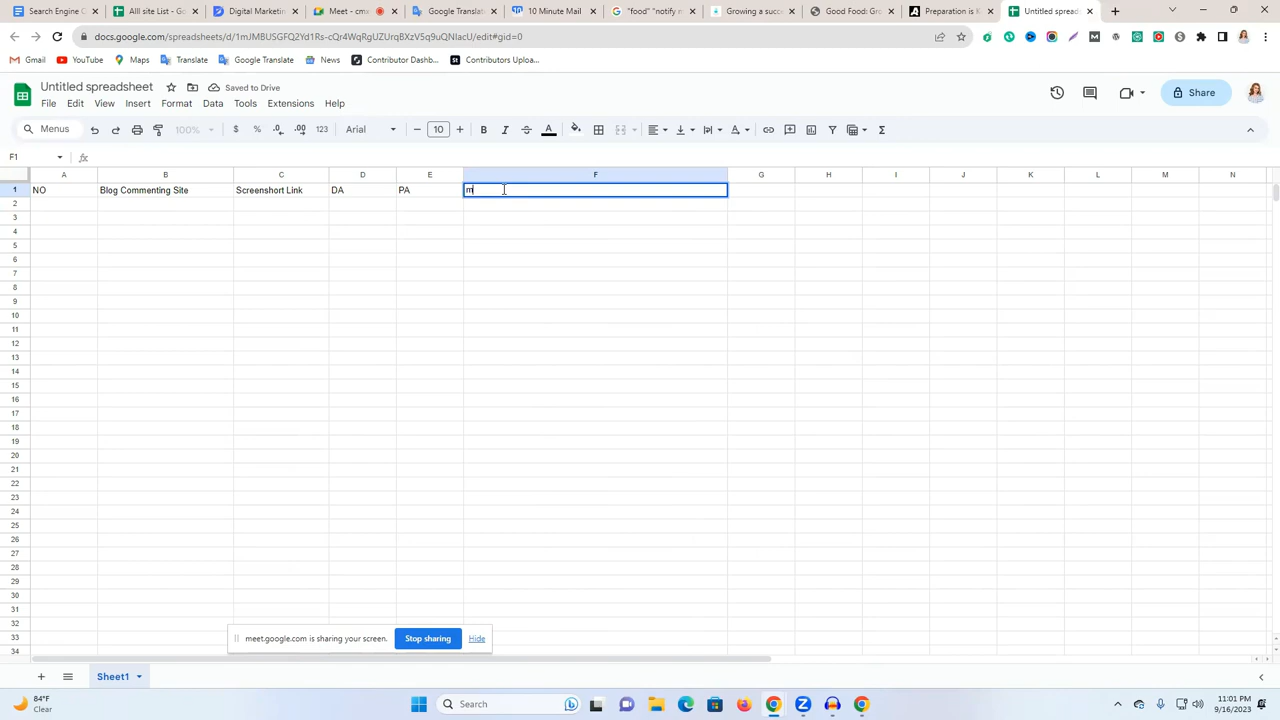 Search Engine C
Alll site List - G
Digital Marketin
Meet - cmx
Google Translat
10 Minute Mail
"food" "notify m
Growing a succ
Good Food: Gro
Preparation is K
Untitled spreads
docs.google.com/spreadsheets/d/1mJMBUSGFQ2Yd1Rs-cQr4WqRgUZUrqBXzV5q9uQNlacU/edit#gid=0
Gmail YouTube Maps Translate Google Translate News Contributor Dashb... Contributors Uploa...
Untitled spreadsheet Saved to Drive
File Edit View Insert Format Data Tools Extensions Help
Share
Menus 100% $ % .0 .00 123 Arial 10 B I A
F1 fx
A B C D E F G H I J K L M N
1 NO Blog Commenting Site Screenshort Link DA PA m
2
3
4
5
6
7
8
9
10
11
12
13
14
15
16
17
18
19
20
21
22
23
24
25
26
27
28
29
30
31
32
33
34
meet.google.com is sharing your screen. Stop sharing Hide
Sheet1
84°F
Clear
Search
11:01 PM
9/16/2023